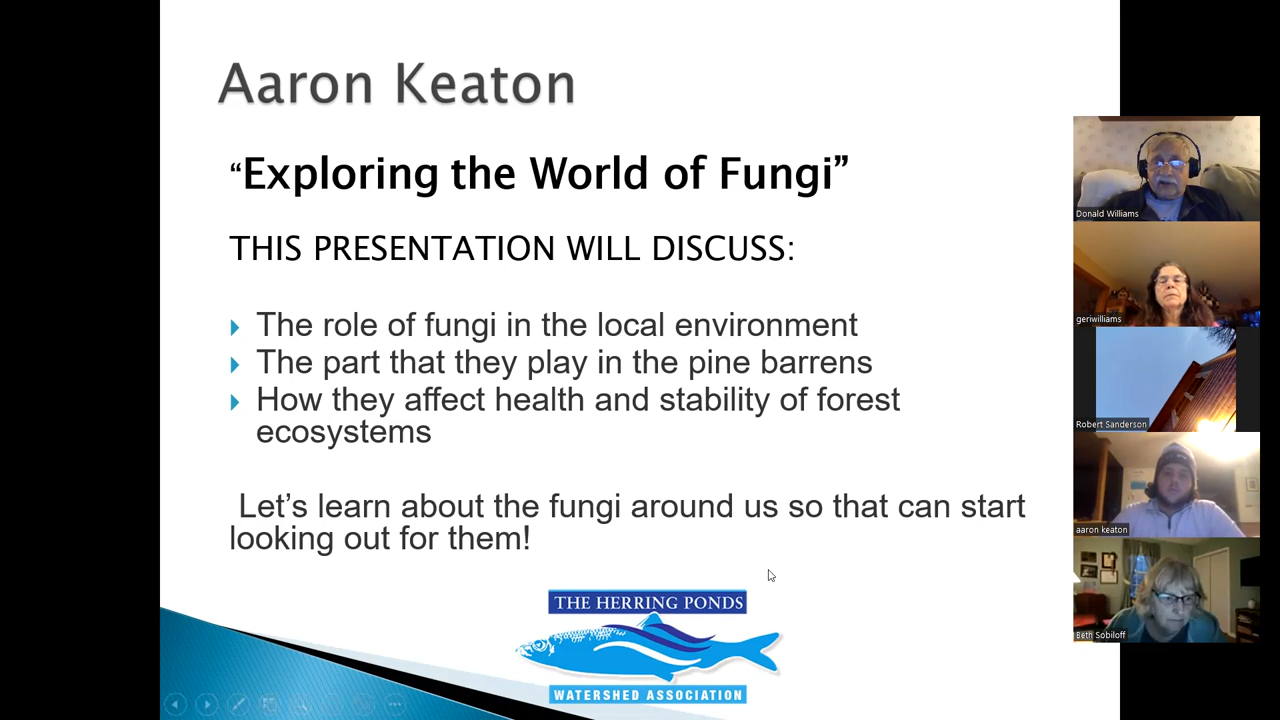 Aaron Keaton
“Exploring the World of Fungi”
THIS PRESENTATION WILL DISCUSS:
The role of fungi in the local environment
The part that they play in the pine barrens
How they affect health and stability of forest
ecosystems
Let’s learn about the fungi around us so that can start
looking out for them!
THE HERRING PONDS
WATERSHED ASSOCIATION
Donald Williams
geriwilliams
Robert Sanderson
aaron keaton
Beth Sobiloff